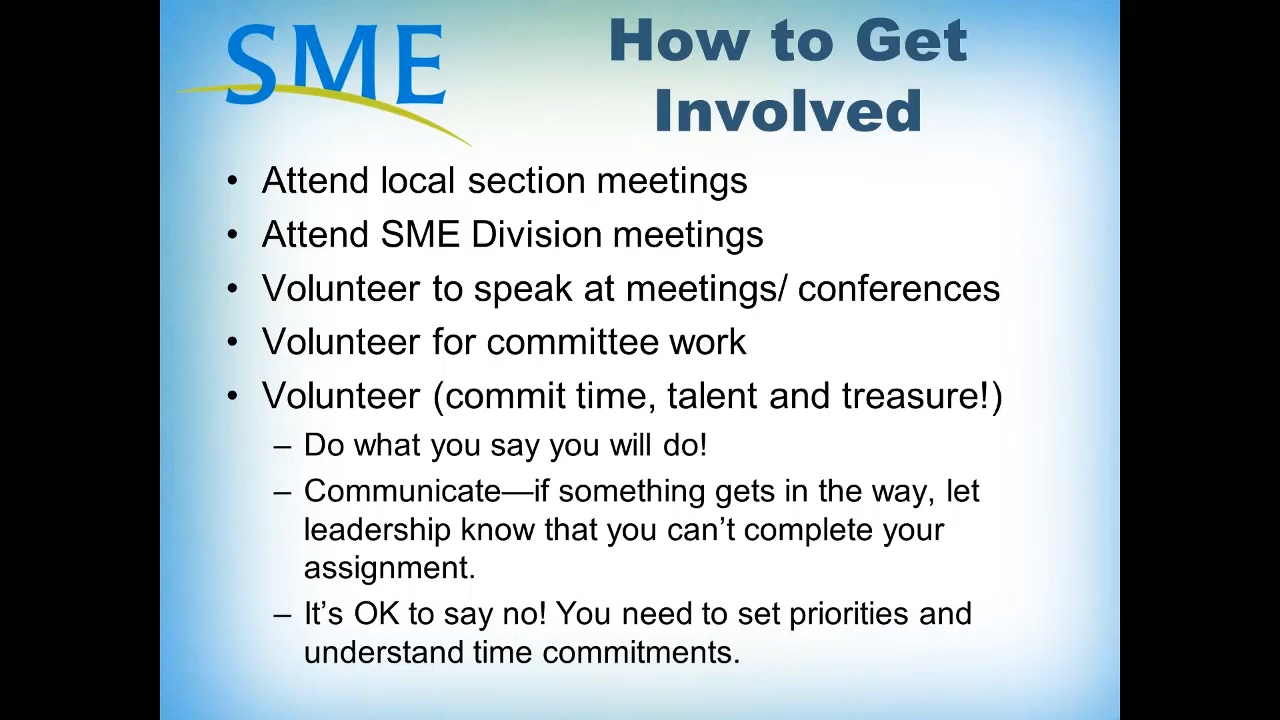 SME
How to Get
Involved
• Attend local section meetings
• Attend SME Division meetings
• Volunteer to speak at meetings/ conferences
• Volunteer for committee work
• Volunteer (commit time, talent and treasure!)
– Do what you say you will do!
– Communicate—if something gets in the way, let
leadership know that you can’t complete your
assignment.
– It’s OK to say no! You need to set priorities and
understand time commitments.